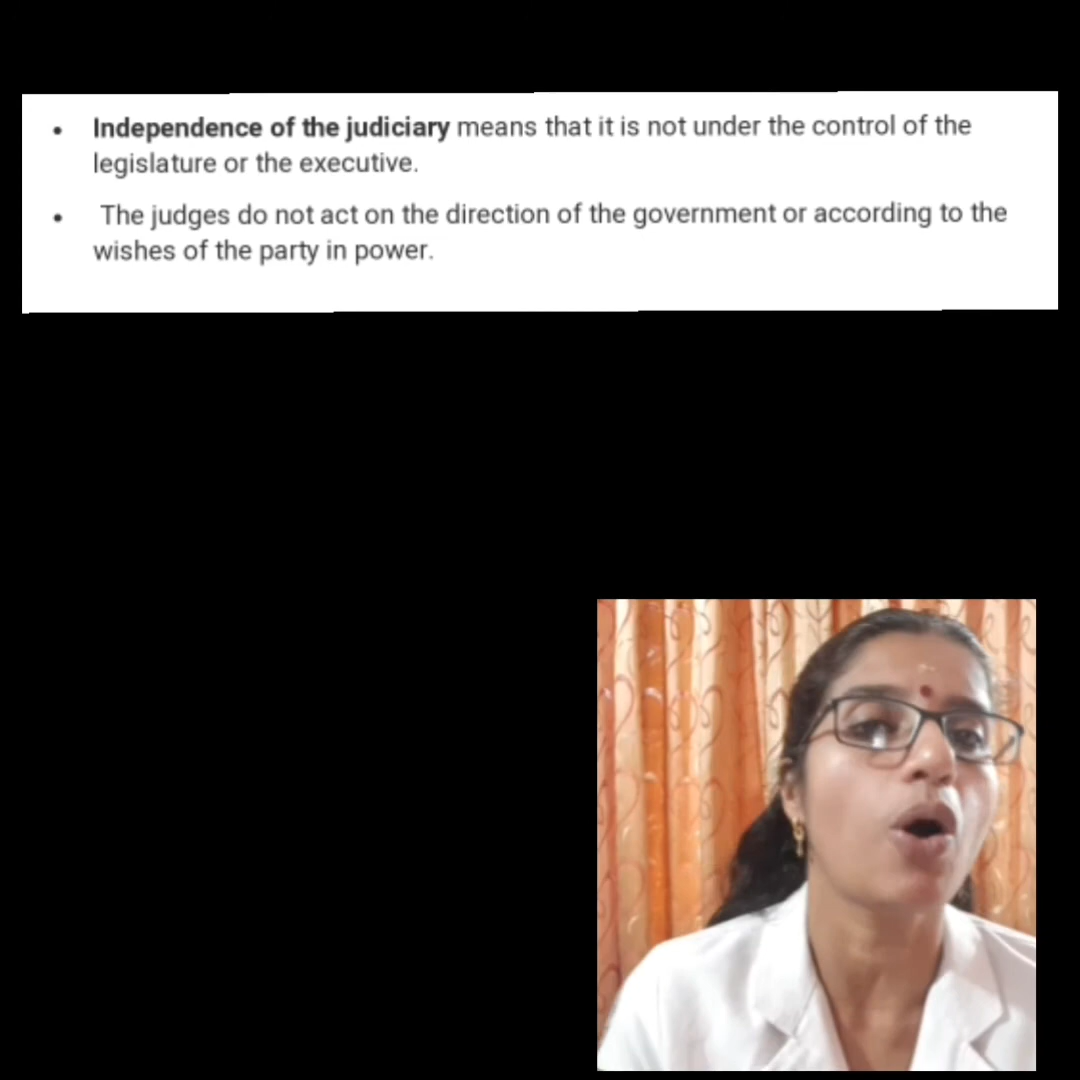 • Independence of the judiciary means that it is not under the control of the
legislature or the executive.
• The judges do not act on the direction of the government or according to the
wishes of the party in power.